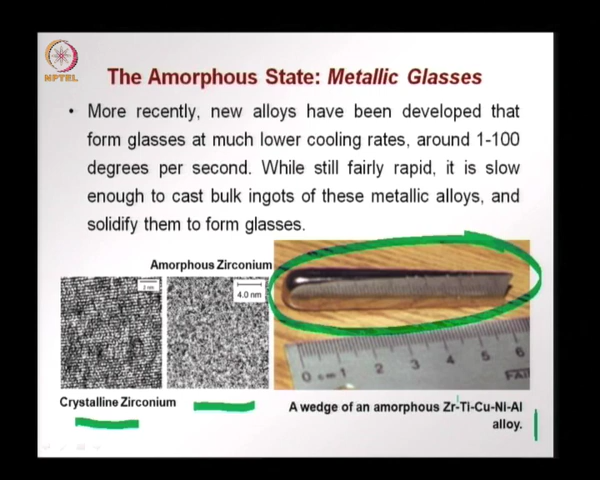 NPTEL
The Amorphous State: Metallic Glasses
• More recently, new alloys have been developed that
form glasses at much lower cooling rates, around 1-100
degrees per second. While still fairly rapid, it is slow
enough to cast bulk ingots of these metallic alloys, and
solidify them to form glasses.
Amorphous Zirconium
4.0 nm
0 cm 1 2 3 4 5 6
Crystalline Zirconium
A wedge of an amorphous Zr-Ti-Cu-Ni-Al
alloy.